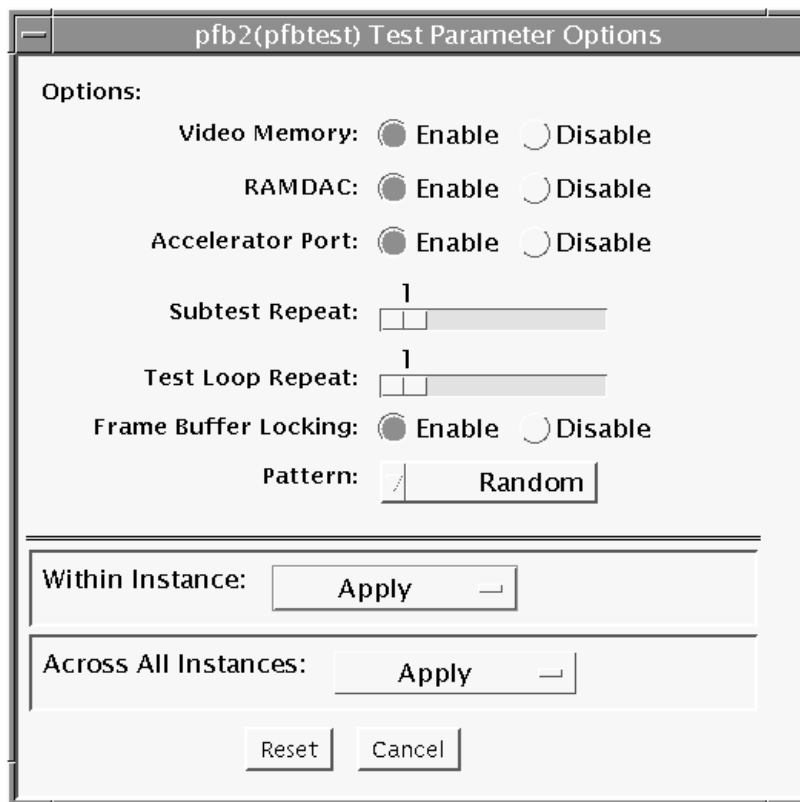 pfb2(pfbtest) Test Parameter Options
Options:
Video Memory: Enable Disable
RAMDAC: Enable Disable
Accelerator Port: Enable Disable
1
Subtest Repeat:
1
Test Loop Repeat:
Frame Buffer Locking: Enable Disable
Pattern: Random
Within Instance: Apply
Across All Instances: Apply
Reset Cancel